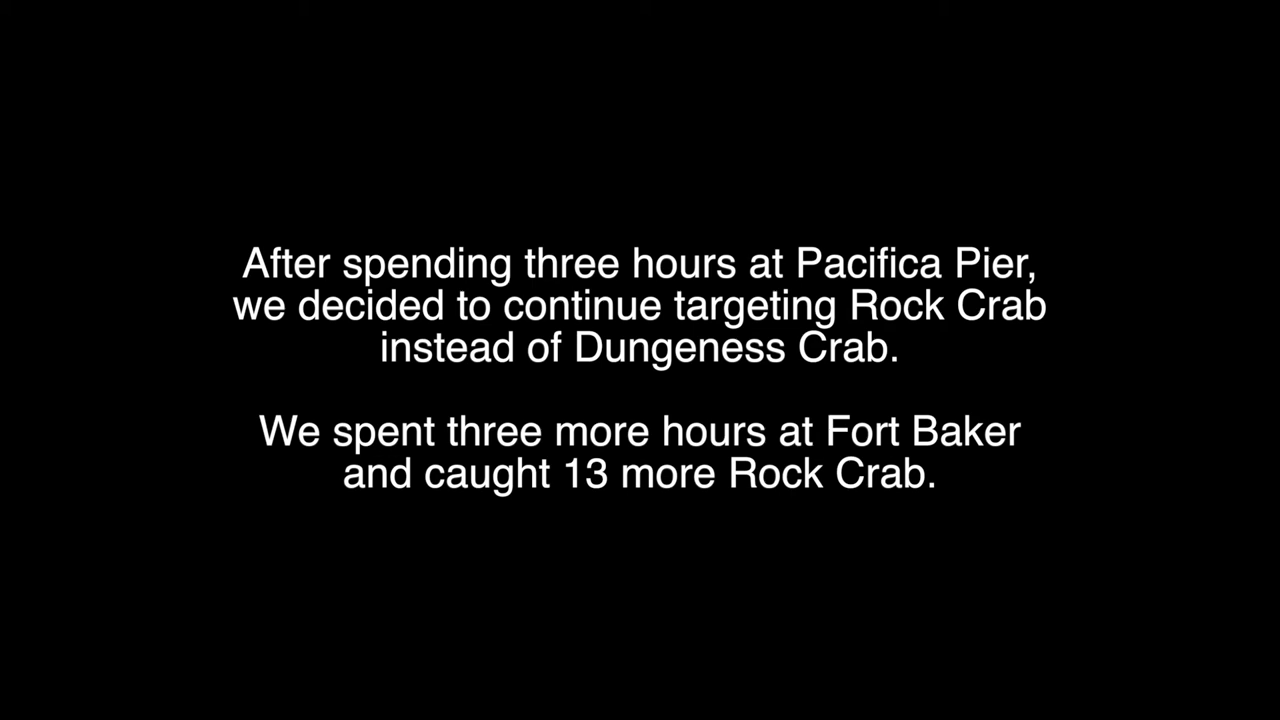 After spending three hours at Pacifica Pier,
we decided to continue targeting Rock Crab
instead of Dungeness Crab.
We spent three more hours at Fort Baker
and caught 13 more Rock Crab.